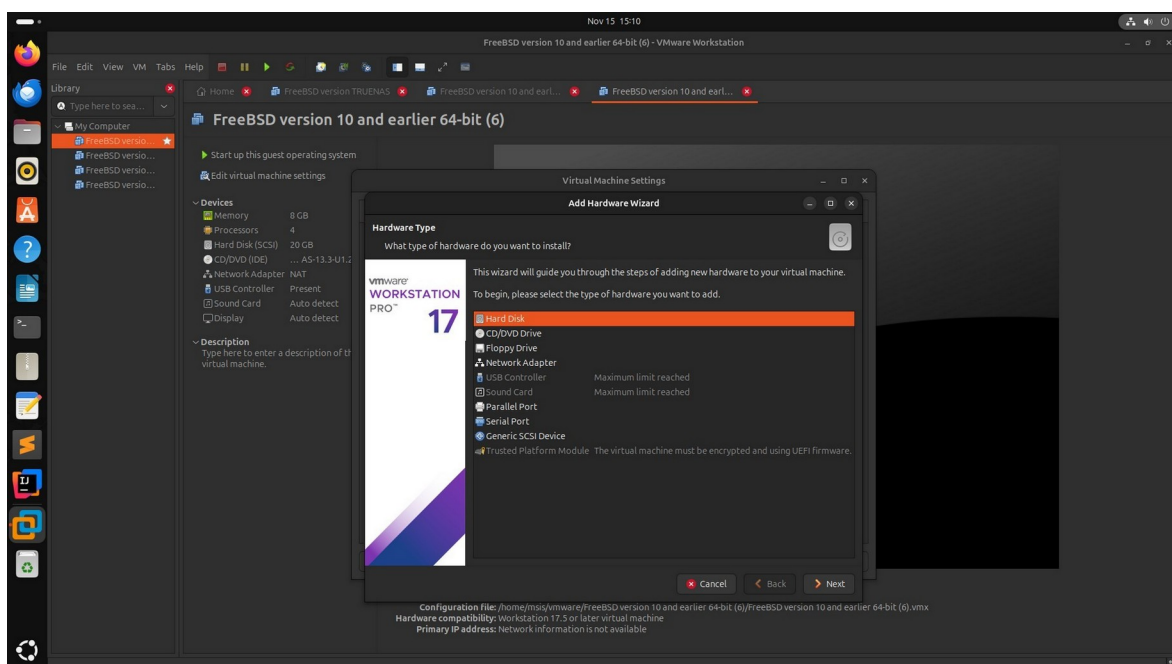 Nov 15 15:10
FreeBSD version 10 and earlier 64-bit (6) - VMware Workstation
File Edit View VM Tabs Help
Library
Type here to sea...
My Computer
FreeBSD versio...
FreeBSD versio...
FreeBSD versio...
FreeBSD versio...
Home
FreeBSD version TRUENAS
FreeBSD version 10 and earl...
FreeBSD version 10 and earl...
FreeBSD version 10 and earlier 64-bit (6)
Start up this guest operating system
Edit virtual machine settings
Devices
Memory 8 GB
Processors 4
Hard Disk (SCSI) 20 GB
CD/DVD (IDE) ... AS-13.3-U1.2
Network Adapter NAT
USB Controller Present
Sound Card Auto detect
Display Auto detect
Description
Type here to enter a description of th
virtual machine.
Virtual Machine Settings
Add Hardware Wizard
Hardware Type
What type of hardware do you want to install?
vmware
WORKSTATION
PRO™
17
This wizard will guide you through the steps of adding new hardware to your virtual machine.
To begin, please select the type of hardware you want to add.
Hard Disk
CD/DVD Drive
Floppy Drive
Network Adapter
USB Controller Maximum limit reached
Sound Card Maximum limit reached
Parallel Port
Serial Port
Generic SCSI Device
Trusted Platform Module The virtual machine must be encrypted and using UEFI firmware.
Cancel Back Next
Configuration file: /home/msis/vmware/FreeBSD version 10 and earlier 64-bit (6)/FreeBSD version 10 and earlier 64-bit (6).vmx
Hardware compatibility: Workstation 17.5 or later virtual machine
Primary IP address: Network information is not available